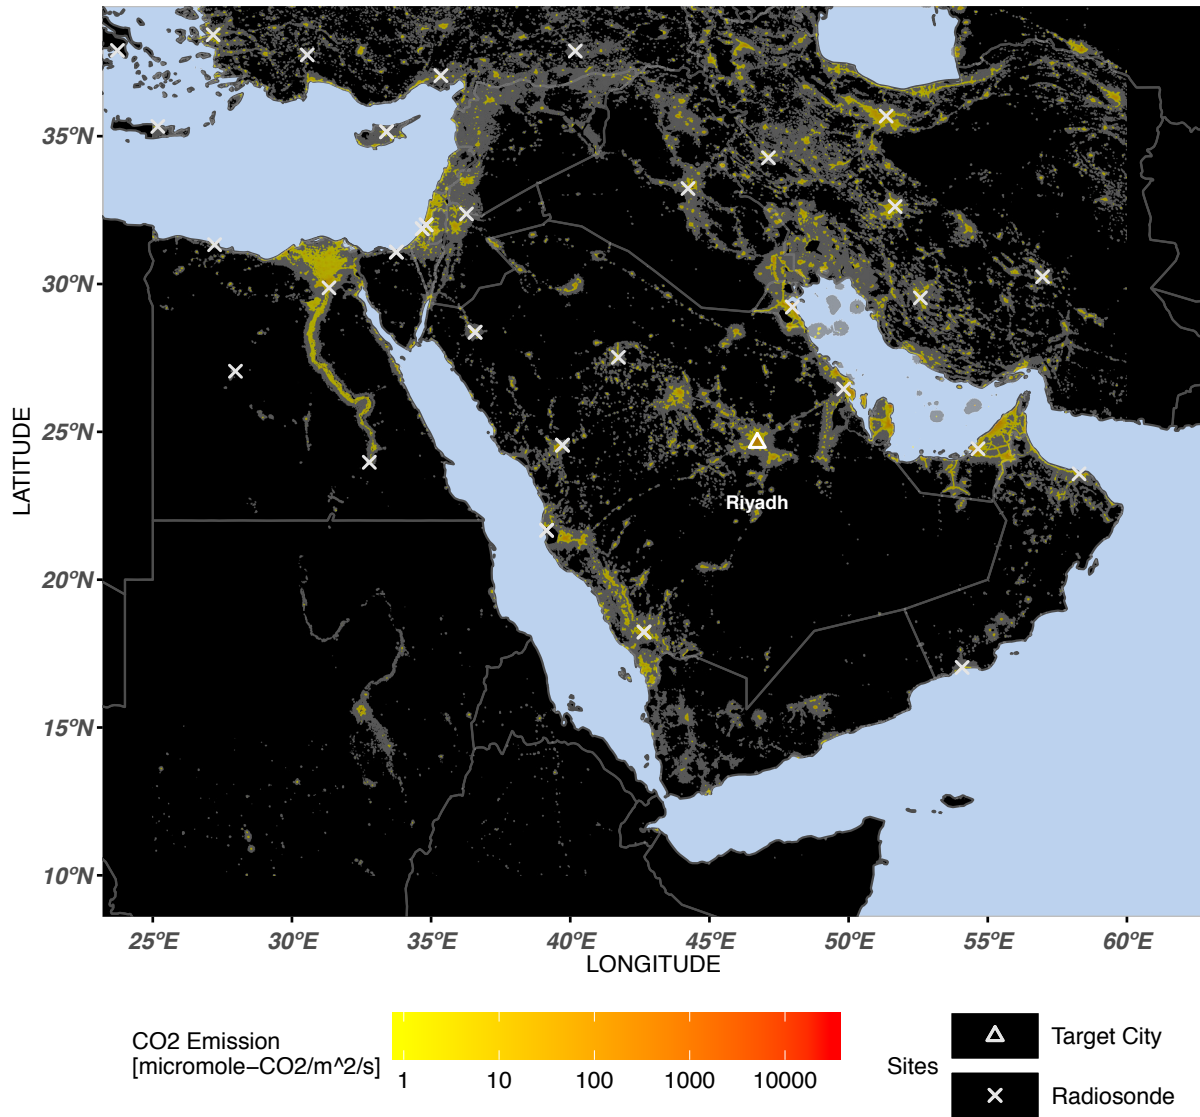 35°N
30°N
25°N
20°N
15°N
10°N
LATITUDE
Riyadh
25°E
30°E
35°E
40°E
45°E
50°E
55°E
60°E
LONGITUDE
CO2 Emission
[micromole−CO2/m^2/s]
1
10
100
1000
10000
Sites
Target City
Radiosonde